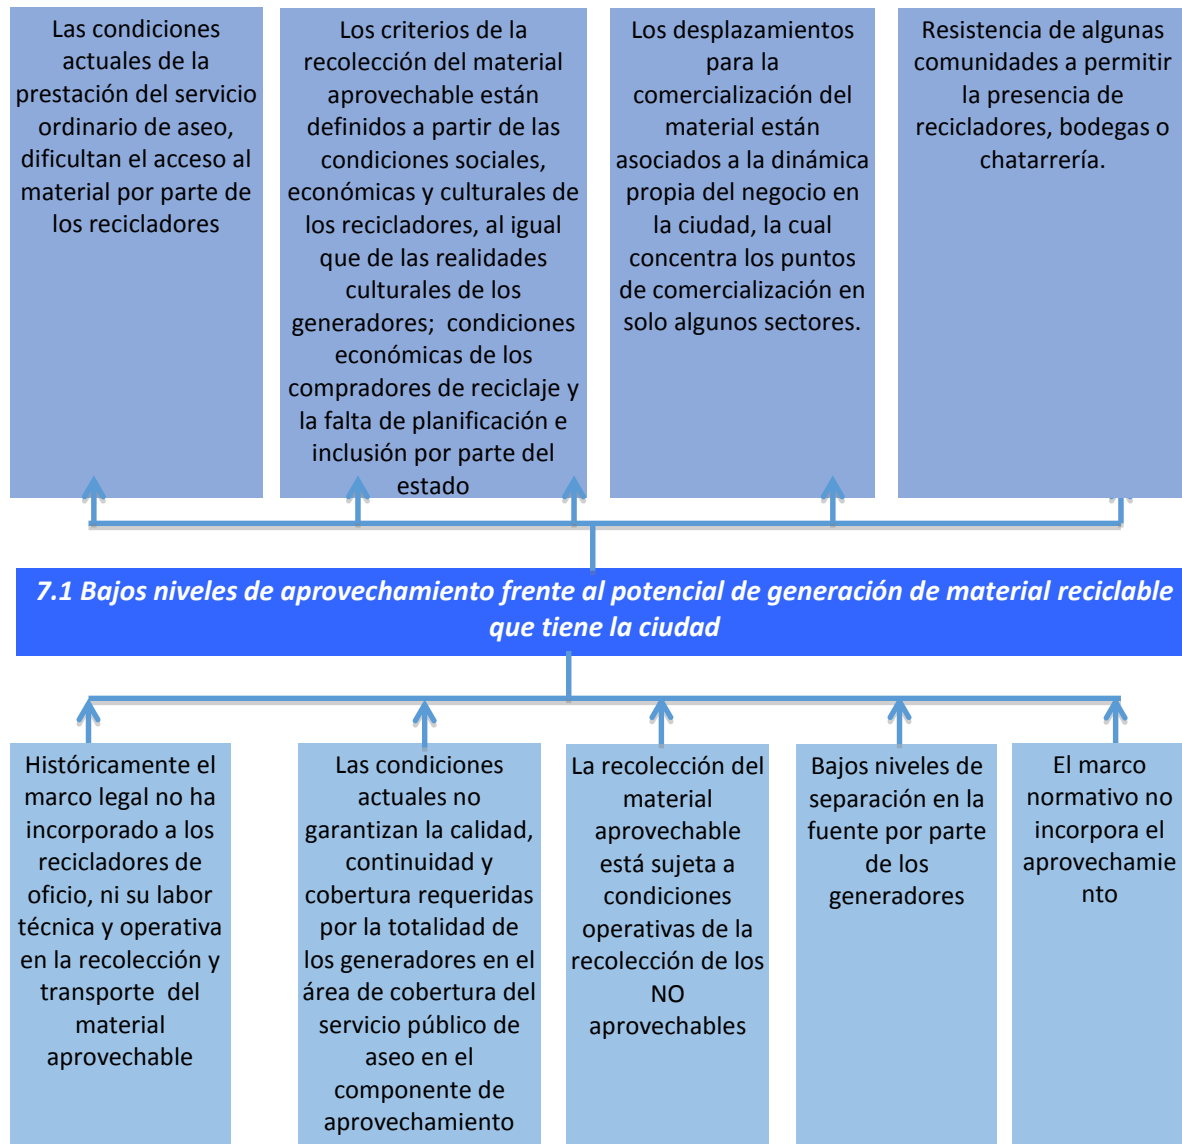 Las condiciones
actuales de la
prestación del servicio
ordinario de aseo,
dificultan el acceso al
material por parte de
los recicladores
Los criterios de la
recolección del material
aprovechable están
definidos a partir de las
condiciones sociales,
económicas y culturales de
los recicladores, al igual
que de las realidades
culturales de los
generadores;  condiciones
económicas de los
compradores de reciclaje y
la falta de planificación e
inclusión por parte del
estado
Los desplazamientos
para la
comercialización del
material están
asociados a la dinámica
propia del negocio en
la ciudad, la cual
concentra los puntos
de comercialización en
solo algunos sectores.
Resistencia de algunas
comunidades a permitir
la presencia de
recicladores, bodegas o
chatarrería.
7.1 Bajos niveles de aprovechamiento frente al potencial de generación de material reciclable
que tiene la ciudad
Históricamente el
marco legal no ha
incorporado a los
recicladores de
oficio, ni su labor
técnica y operativa
en la recolección y
transporte  del
material
aprovechable
Las condiciones
actuales no
garantizan la calidad,
continuidad y
cobertura requeridas
por la totalidad de
los generadores en el
área de cobertura del
servicio público de
aseo en el
componente de
aprovechamiento
La recolección del
material
aprovechable
está sujeta a
condiciones
operativas de la
recolección de los
NO
aprovechables
Bajos niveles de
separación en la
fuente por parte
de los
generadores
El marco
normativo no
incorpora el
aprovechamie
nto